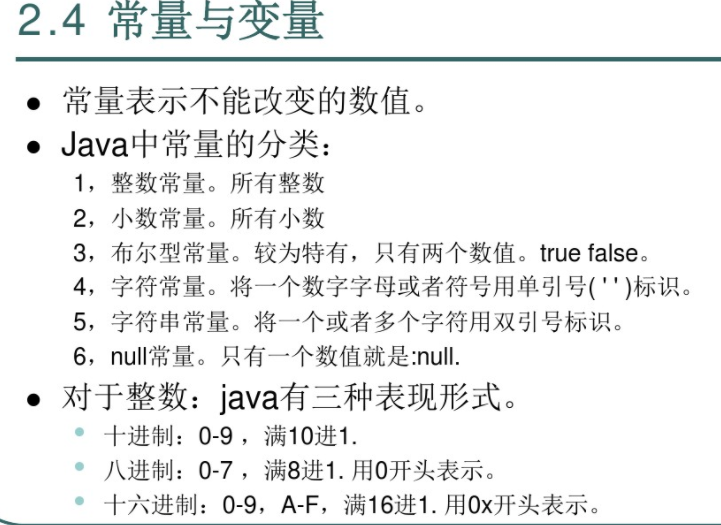 2.4 常量与变量
● 常量表示不能改变的数值。
● Java中常量的分类：
1，整数常量。所有整数
2，小数常量。所有小数
3，布尔型常量。较为特有，只有两个数值。true false。
4，字符常量。将一个数字字母或者符号用单引号( ' ' )标识。
5，字符串常量。将一个或者多个字符用双引号标识。
6，null常量。只有一个数值就是:null.
● 对于整数：java有三种表现形式。
• 十进制：0-9 ，满10进1.
• 八进制：0-7 ，满8进1. 用0开头表示。
• 十六进制：0-9，A-F，满16进1. 用0x开头表示。